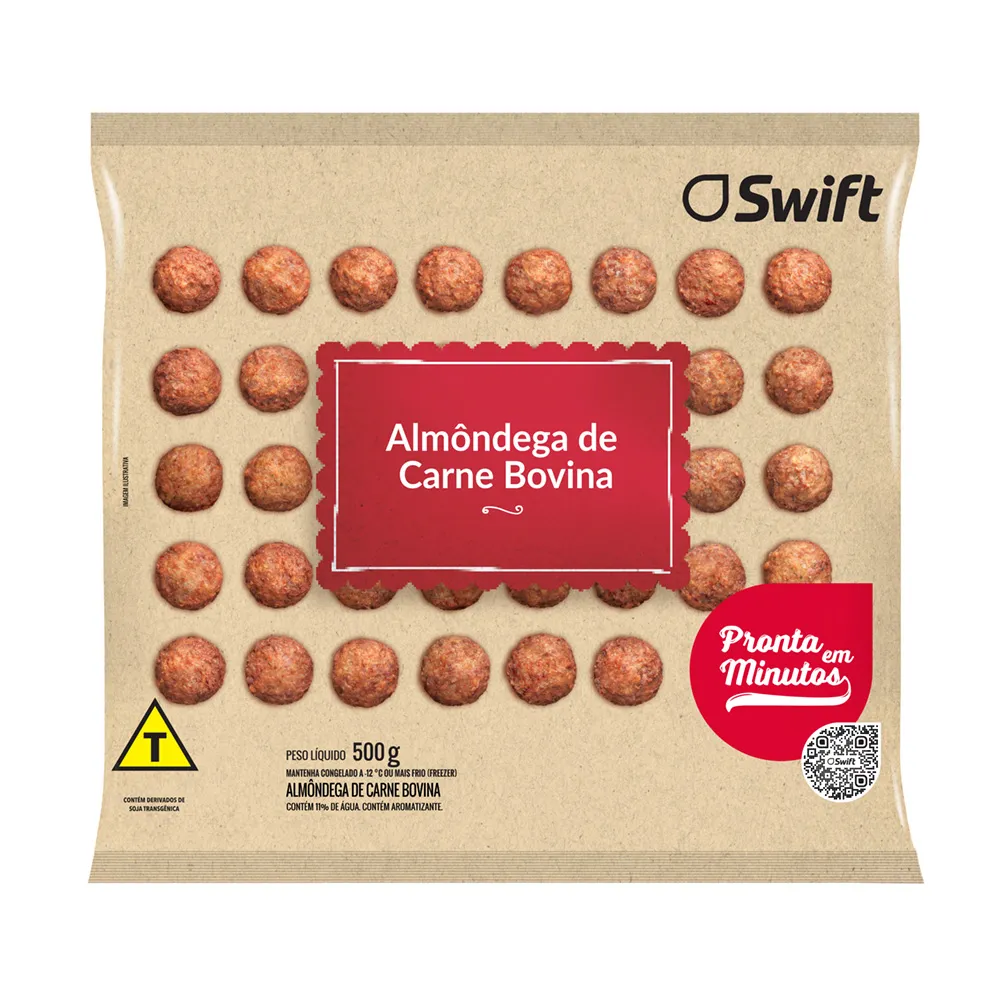 Swift
Almôndega de
Carne Bovina
IMAGEM ILUSTRATIVA
Pronta
em
Minutos
T
CONTÉM DERIVADOS DE
SOJA TRANSGÊNICA
PESO LÍQUIDO 500 g
MANTENHA CONGELADO A -12 °C OU MAIS FRIO (FREEZER)
ALMÔNDEGA DE CARNE BOVINA
CONTÉM 11% DE ÁGUA. CONTÉM AROMATIZANTE.
Swift